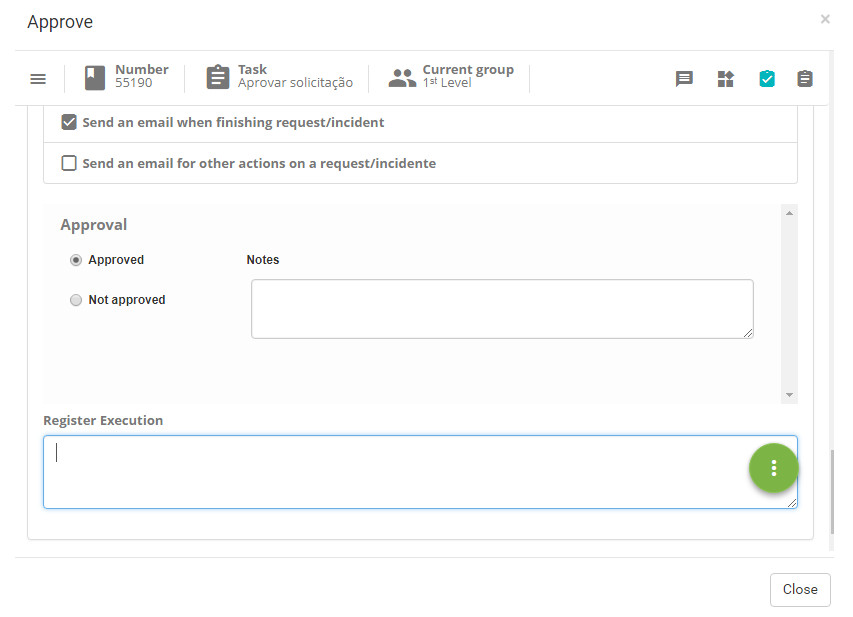 Approve
×
Number
55190
Task
Aprovar solicitação
Current group
1st Level
Send an email when finishing request/incident
Send an email for other actions on a request/incidente
Approval
Approved
Notes
Not approved
Register Execution
Close